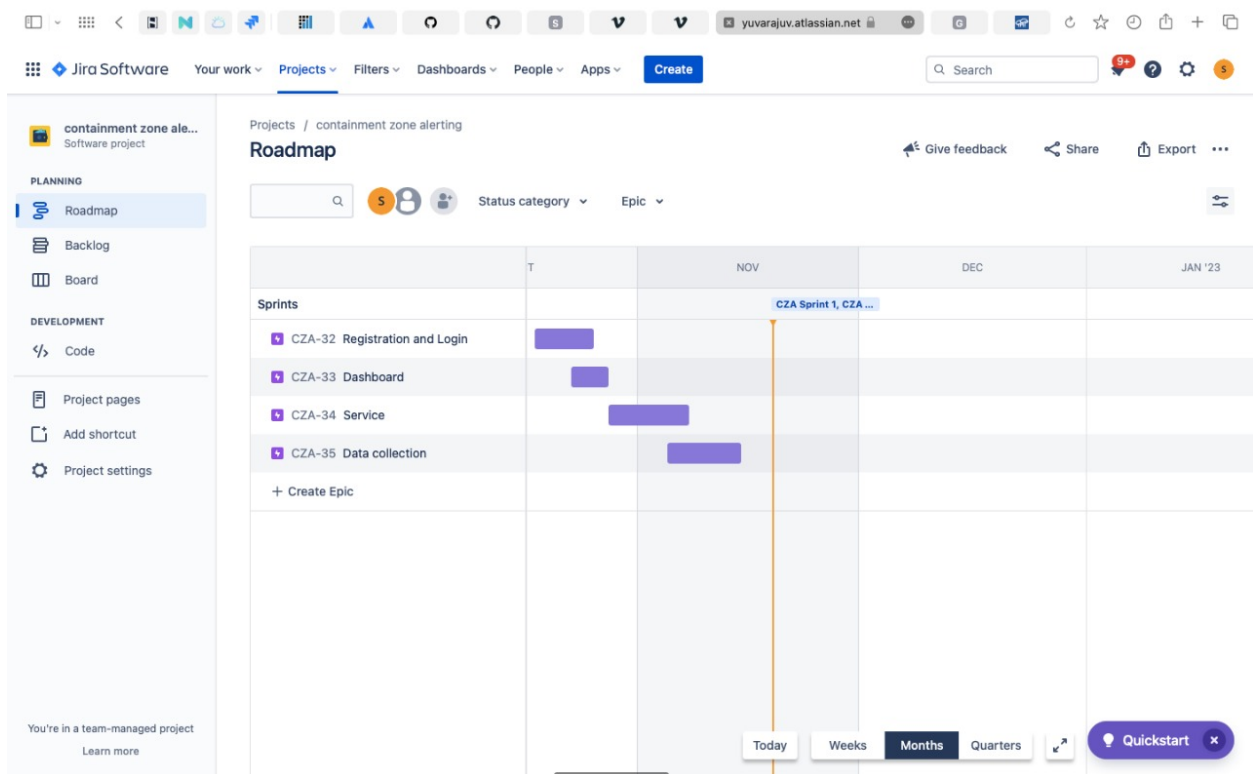 S
yuvarajuv.atlassian.net
G
Jira Software
Your work
Projects
Filters
Dashboards
People
Apps
Create
Search
9+
S
containment zone ale...
Software project
PLANNING
Roadmap
Backlog
Board
DEVELOPMENT
Code
Project pages
Add shortcut
Project settings
You're in a team-managed project
Learn more
Projects / containment zone alerting
Roadmap
Give feedback
Share
Export
S
Status category
Epic
T
NOV
DEC
JAN '23
Sprints
CZA Sprint 1, CZA ...
CZA-32 Registration and Login
CZA-33 Dashboard
CZA-34 Service
CZA-35 Data collection
+ Create Epic
Today
Weeks
Months
Quarters
Quickstart